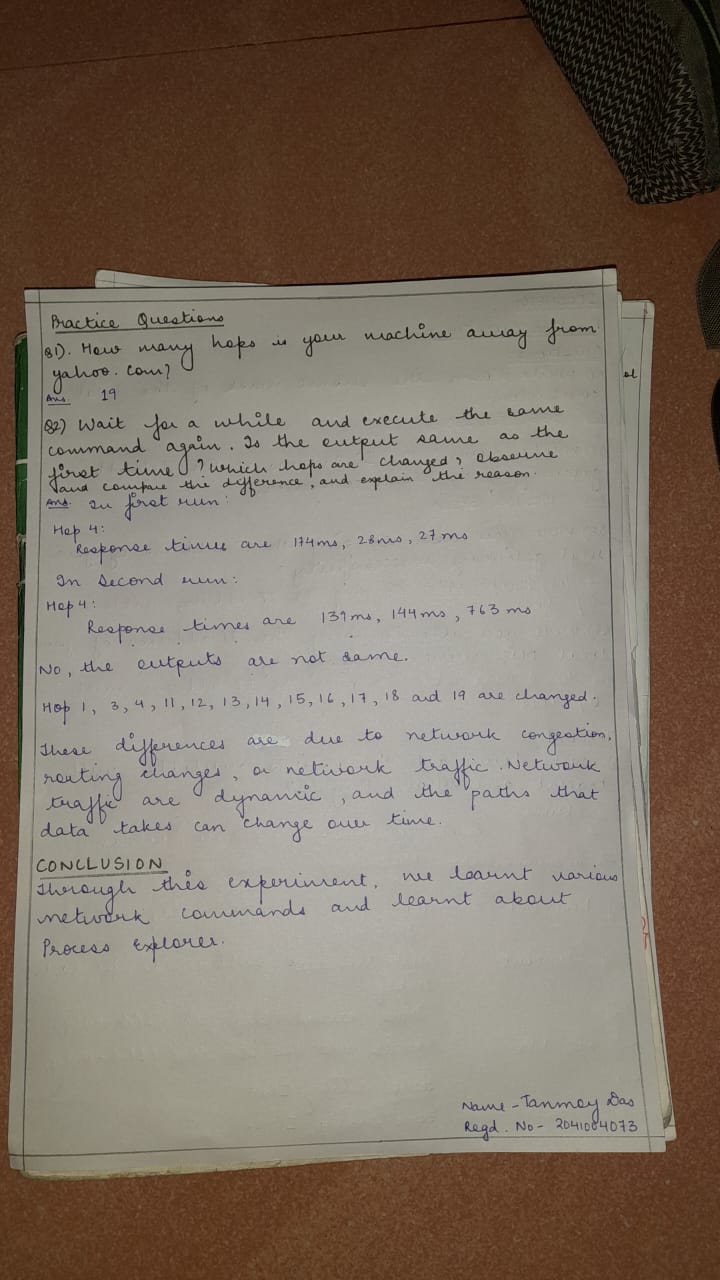 Practice Questions
Q1). How many hops is your machine away from
yahoo.com?
Ans. 19
Q2) Wait for a while and execute the same
command again. Is the output same as the
first time? Which hops are changed, observe
and compare the difference, and explain the reason.
Ans. In first run:
Hop 4:
Response times are 174ms, 28ms, 27ms
In Second run:
Hop 4:
Response times are 139ms, 144ms, 763 ms
No, the outputs are not same.
Hop 1, 3, 4, 11, 12, 13, 14, 15, 16, 17, 18 and 19 are changed.
These differences are due to network congestion,
routing changes, or network traffic. Network
traffic are dynamic, and the paths that
data takes can change over time.
CONCLUSION
Through this experiment, we learnt various
network commands and learnt about
Process Explorer.
Name - Tanmoy Das
Regd. No - 2041004073